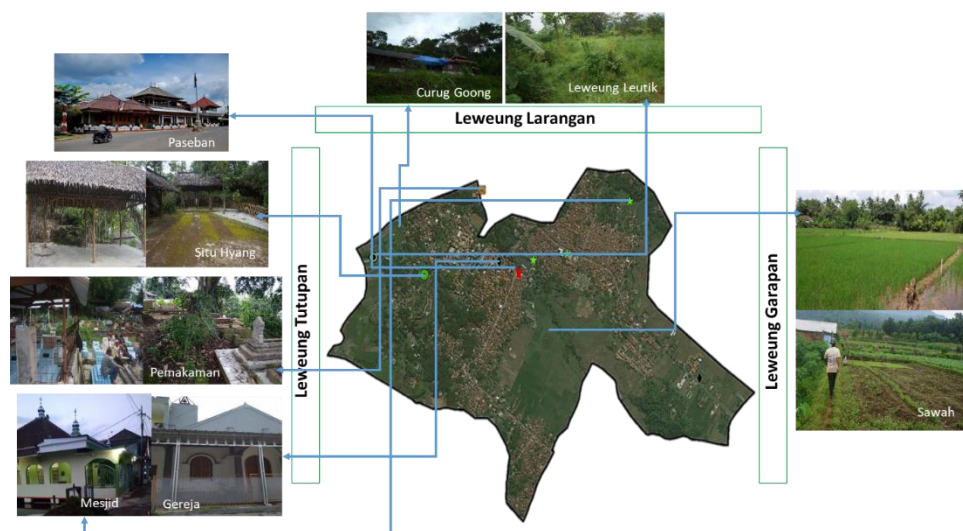 Curug Goong
Leweung Leutik
Leweung Larangan
Paseban
Situ Hyang
Pemakaman
Mesjid
Gereja
Leweung Tutupan
Leweung Garapan
Sawah